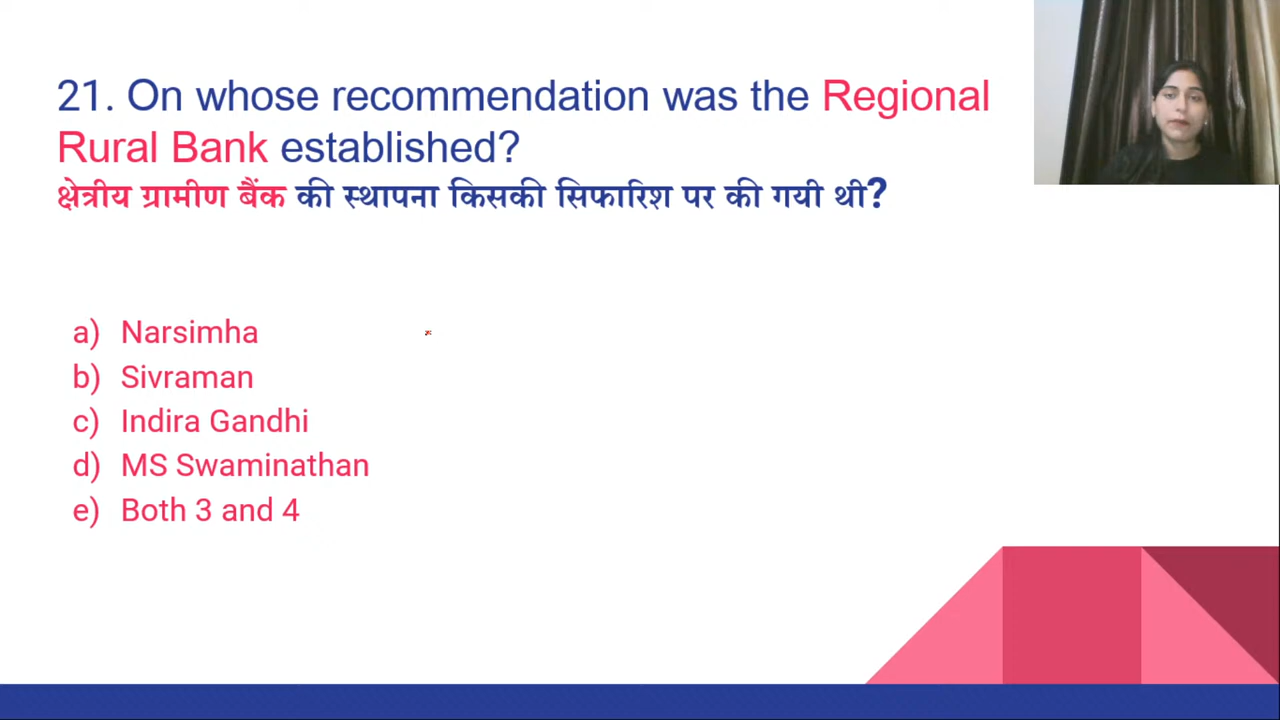 21. On whose recommendation was the Regional
Rural Bank established?
क्षेत्रीय ग्रामीण बैंक की स्थापना किसकी सिफारिश पर की गयी थी?
a) Narsimha
b) Sivraman
c) Indira Gandhi
d) MS Swaminathan
e) Both 3 and 4